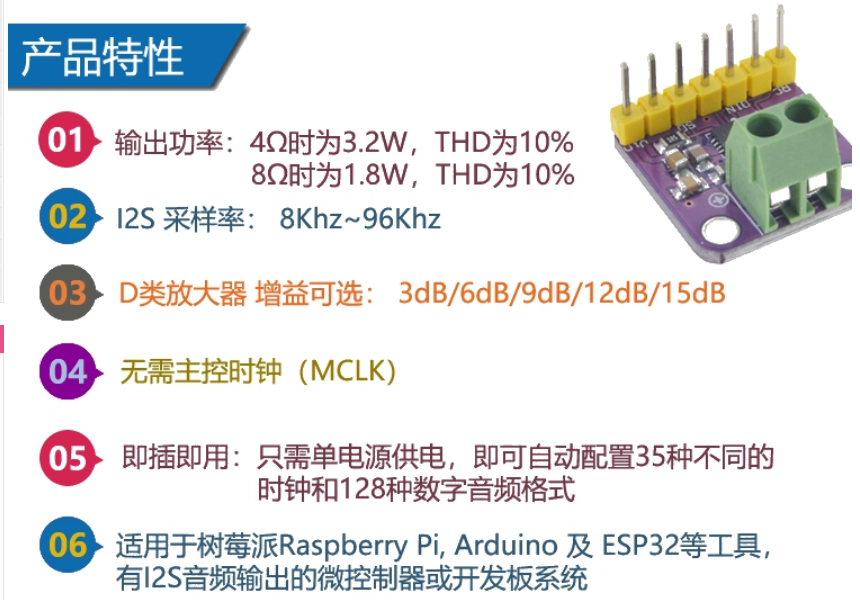 产品特性
01 输出功率：4Ω时为3.2W，THD为10%
8Ω时为1.8W，THD为10%
02 I2S 采样率： 8Khz~96Khz
03 D类放大器 增益可选： 3dB/6dB/9dB/12dB/15dB
04 无需主控时钟（MCLK）
05 即插即用：只需单电源供电，即可自动配置35种不同的
时钟和128种数字音频格式
06 适用于树莓派Raspberry Pi, Arduino 及 ESP32等工具，
有I2S音频输出的微控制器或开发板系统
DIN